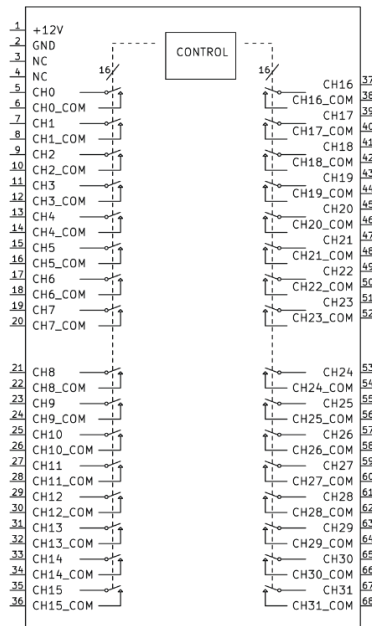 1 +12V
2 GND
3 NC
4 NC
5 CH0
6 CH0_COM
7 CH1
8 CH1_COM
9 CH2
10 CH2_COM
11 CH3
12 CH3_COM
13 CH4
14 CH4_COM
15 CH5
16 CH5_COM
17 CH6
18 CH6_COM
19 CH7
20 CH7_COM
21 CH8
22 CH8_COM
23 CH9
24 CH9_COM
25 CH10
26 CH10_COM
27 CH11
28 CH11_COM
29 CH12
30 CH12_COM
31 CH13
32 CH13_COM
33 CH14
34 CH14_COM
35 CH15
36 CH15_COM
CONTROL
16
16
CH16 37
CH16_COM 38
CH17 39
CH17_COM 40
CH18 41
CH18_COM 42
CH19 43
CH19_COM 44
CH20 45
CH20_COM 46
CH21 47
CH21_COM 48
CH22 49
CH22_COM 50
CH23 51
CH23_COM 52
CH24 53
CH24_COM 54
CH25 55
CH25_COM 56
CH26 57
CH26_COM 58
CH27 59
CH27_COM 60
CH28 61
CH28_COM 62
CH29 63
CH29_COM 64
CH30 65
CH30_COM 66
CH31 67
CH31_COM 68